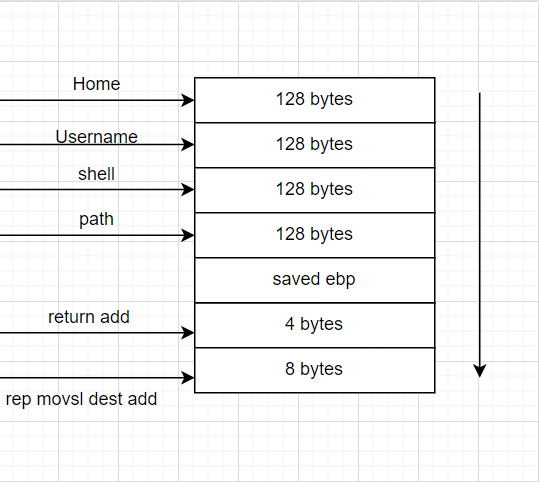 Home
128 bytes
Username
128 bytes
shell
128 bytes
path
128 bytes
saved ebp
return add
4 bytes
8 bytes
rep movsl dest add